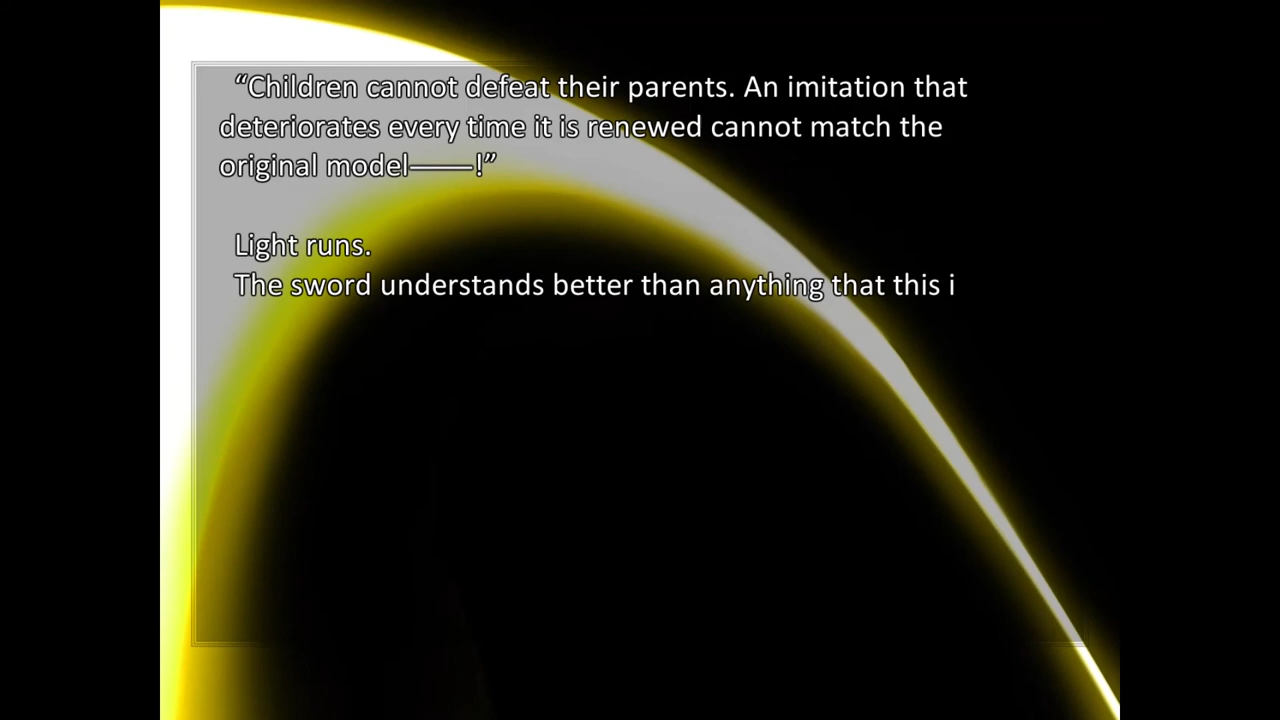 “Children cannot defeat their parents. An imitation that
deteriorates every time it is renewed cannot match the
original model――!”
Light runs.
The sword understands better than anything that this i